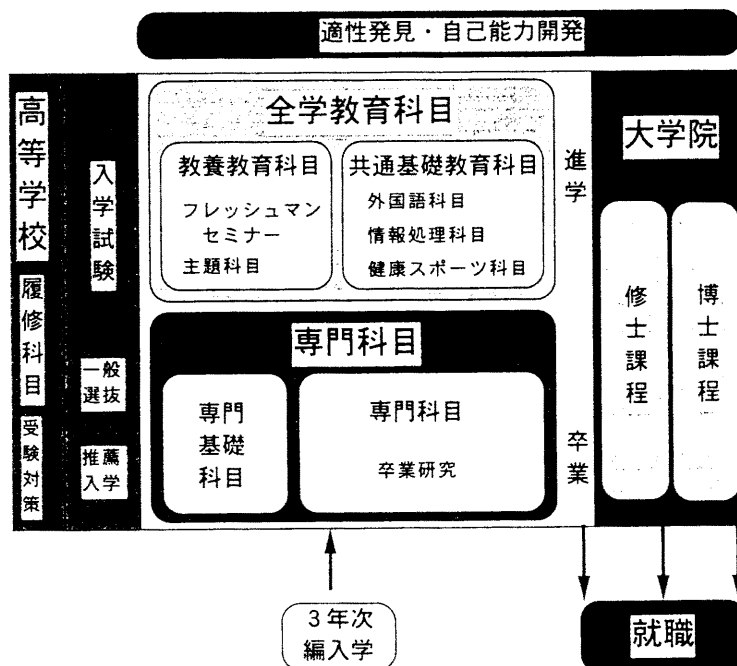 適性発見・自己能力開発
高等学校
履修科目
受験対策
入学試験
一般
選抜
推薦
入学
全学教育科目
教養教育科目
フレッシュマン
セミナー
主題科目
共通基礎教育科目
外国語科目
情報処理科目
健康スポーツ科目
専門科目
専門
基礎
科目
専門科目
卒業研究
進学
卒業
大学院
修士課程
博士課程
3年次
編入学
就職